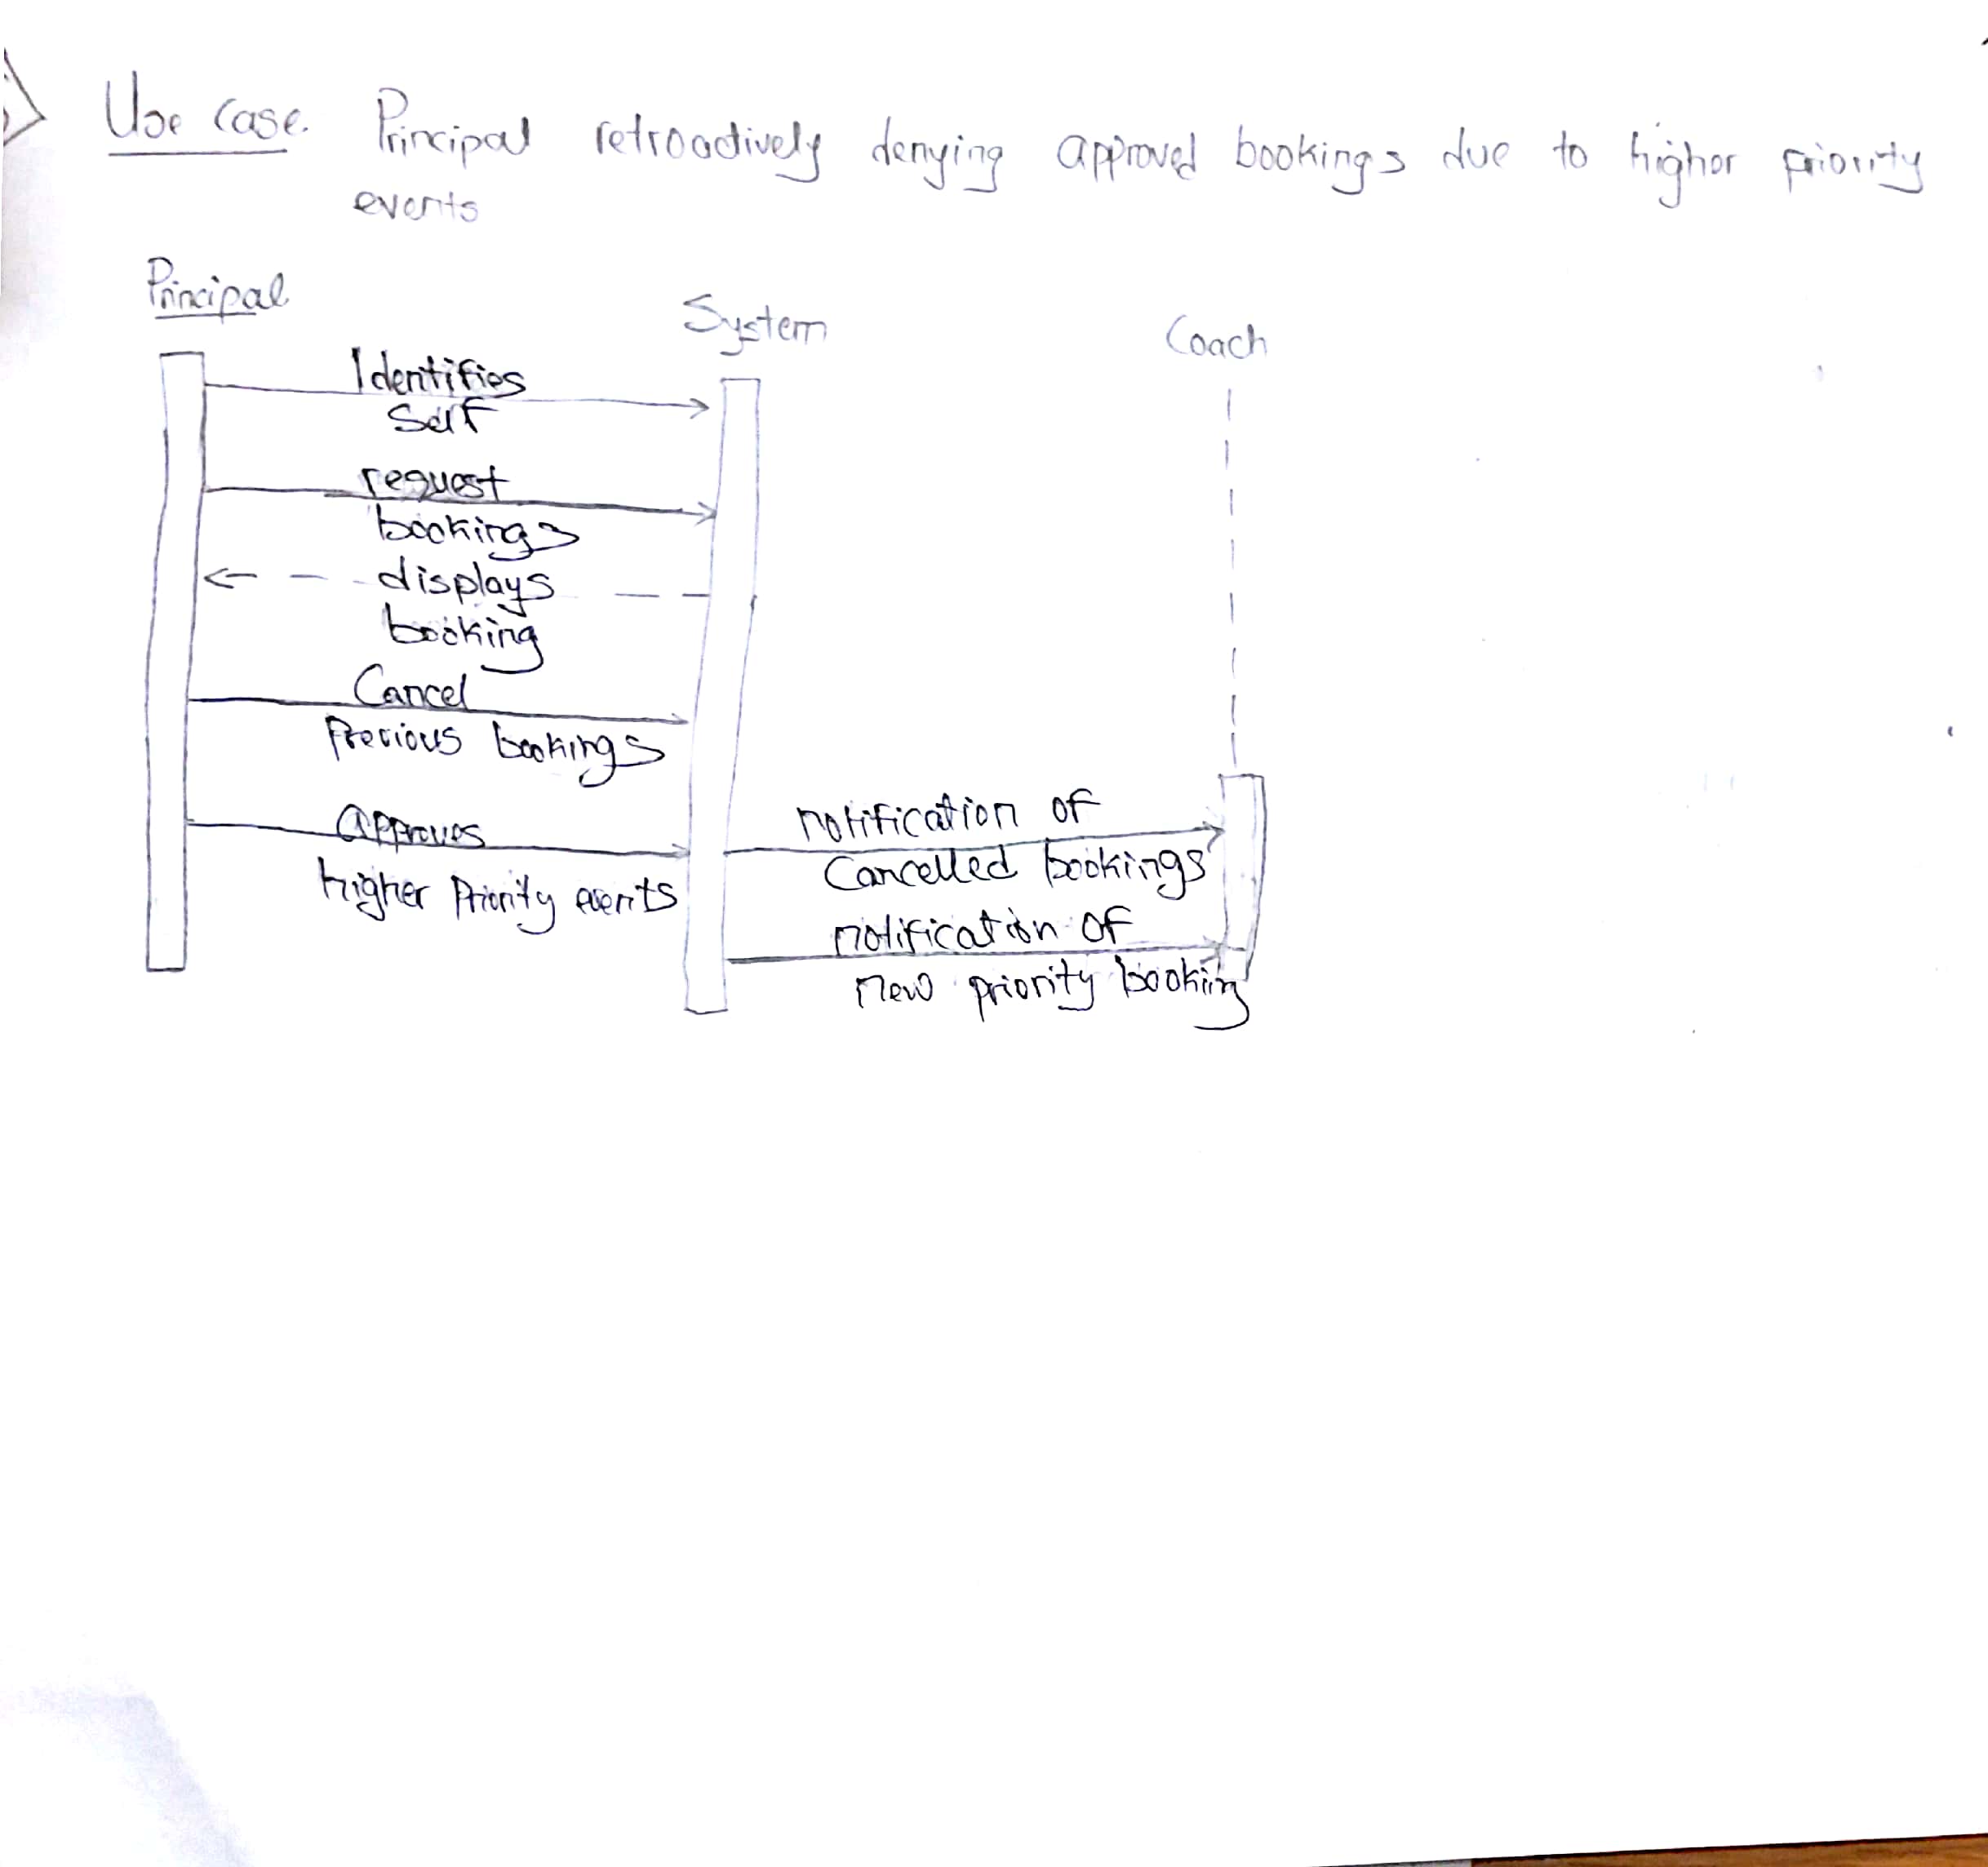 Use Case. Principal retroactively denying approved bookings due to higher priority
events
Principal
System
Coach
Identifies
Self
request
bookings
displays
booking
Cancel
Previous bookings
Approves
higher Priority events
notification of
Cancelled bookings
notification of
new priority booking